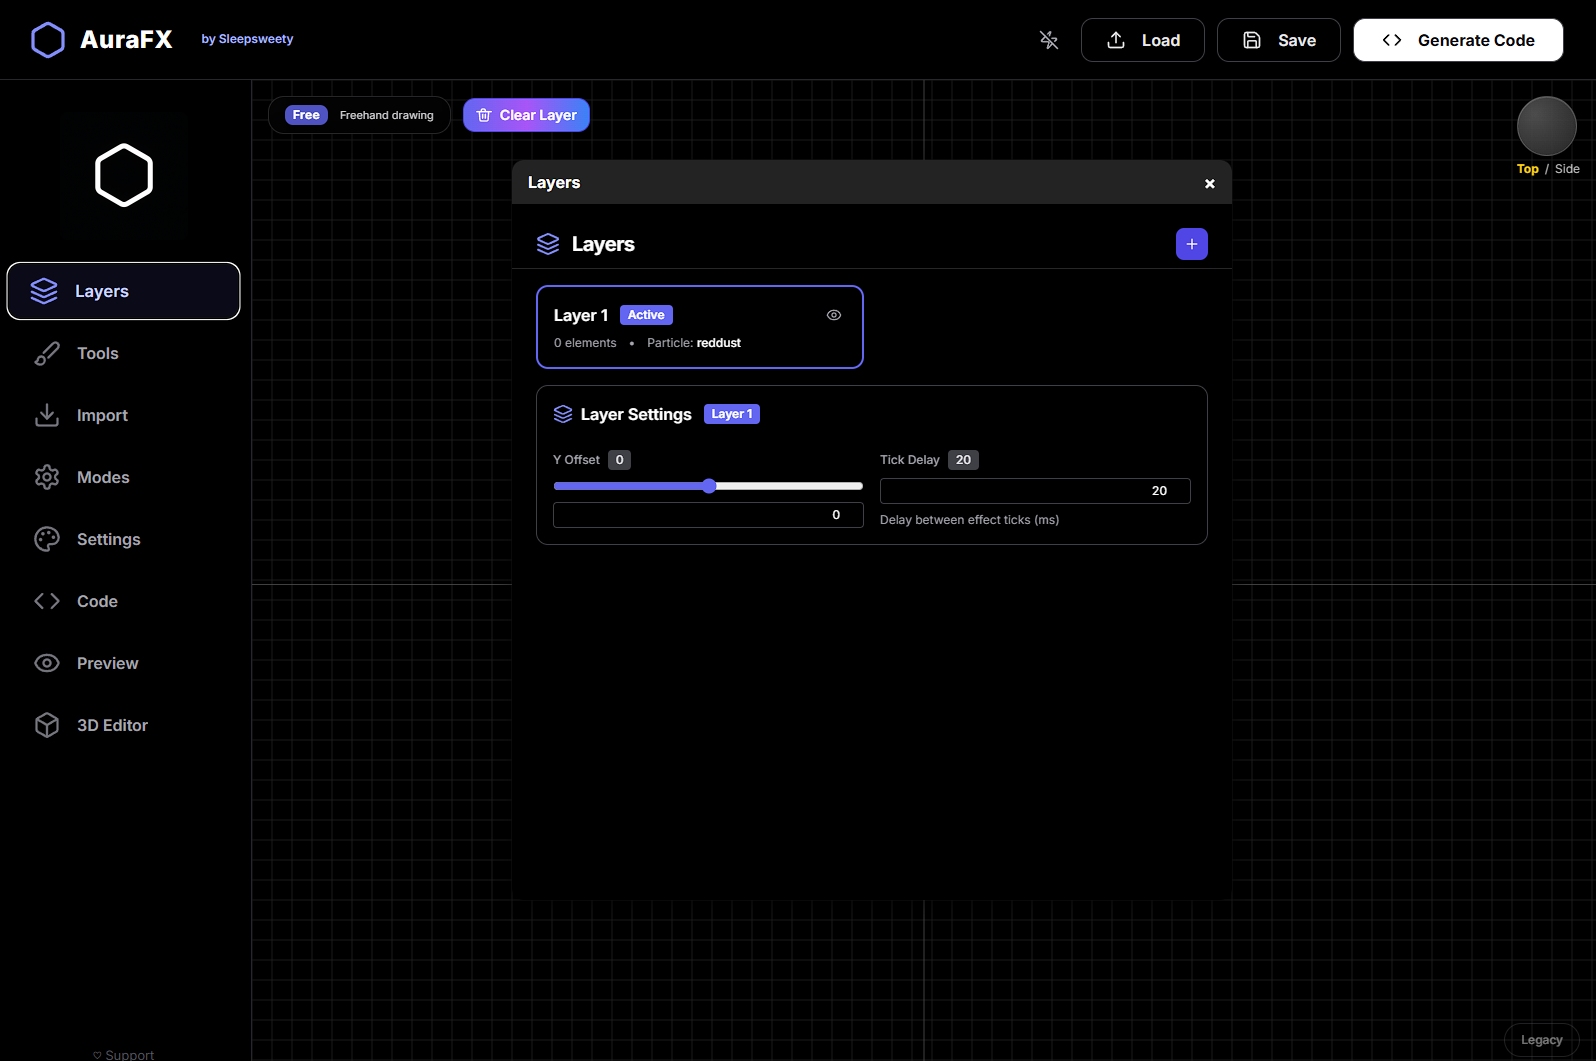 AuraFX by Sleepsweety
Load
Save
Generate Code
Free Freehand drawing
Clear Layer
Top / Side
Layers
Tools
Import
Modes
Settings
Code
Preview
3D Editor
Support
Layers
Layers
Layer 1 Active
0 elements • Particle: reddust
Layer Settings Layer 1
Y Offset 0
0
Tick Delay 20
20
Delay between effect ticks (ms)
Legacy